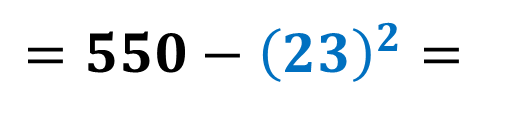 = 550 − (23)² =